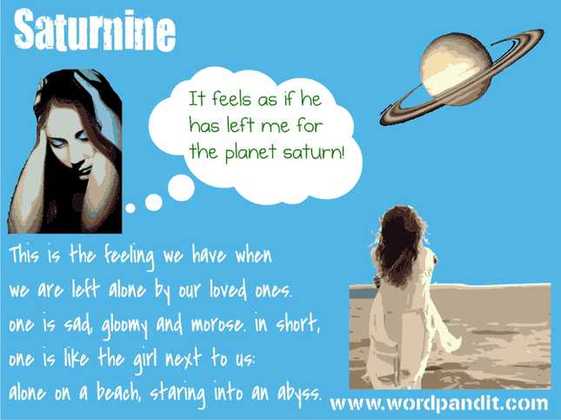 Saturnine
It feels as if he
has left me for
the planet saturn!
This is the feeling we have when
we are left alone by our loved ones.
one is sad, gloomy and morose. in short,
one is like the girl next to us:
alone on a beach, staring into an abyss.
www.wordpandit.com